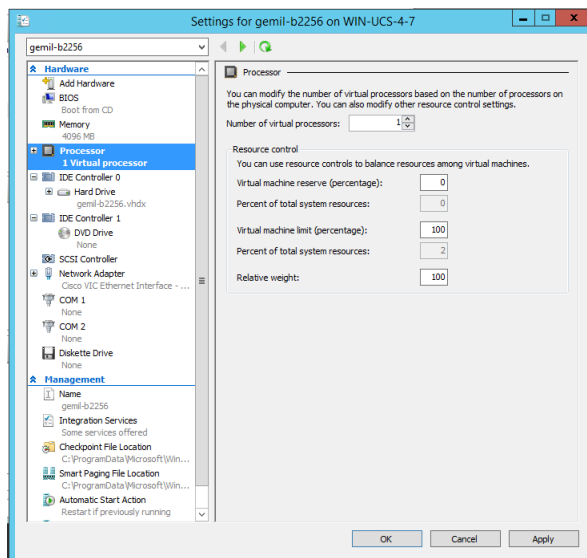 Settings for gemil-b2256 on WIN-UCS-4-7
gemil-b2256
Hardware
Add Hardware
BIOS
Boot from CD
Memory
4096 MB
Processor
1 Virtual processor
IDE Controller 0
Hard Drive
gemil-b2256.vhdx
IDE Controller 1
DVD Drive
None
SCSI Controller
Network Adapter
Cisco VIC Ethernet Interface - ...
COM 1
None
COM 2
None
Diskette Drive
None
Management
Name
gemil-b2256
Integration Services
Some services offered
Checkpoint File Location
C:\ProgramData\Microsoft\Win...
Smart Paging File Location
C:\ProgramData\Microsoft\Win...
Automatic Start Action
Restart if previously running
Processor
You can modify the number of virtual processors based on the number of processors on
the physical computer. You can also modify other resource control settings.
Number of virtual processors: 1
Resource control
You can use resource controls to balance resources among virtual machines.
Virtual machine reserve (percentage): 0
Percent of total system resources: 0
Virtual machine limit (percentage): 100
Percent of total system resources: 2
Relative weight: 100
OK Cancel Apply